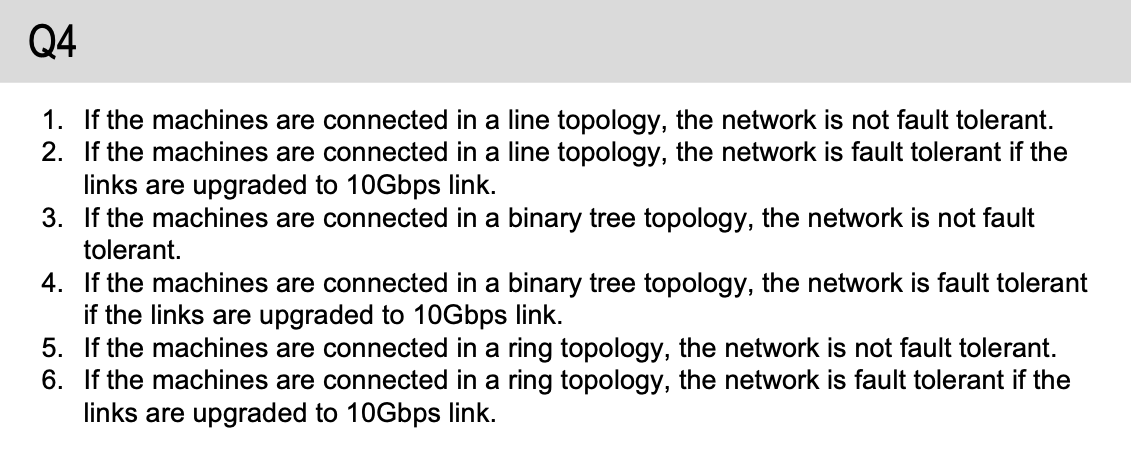 Q4
1. If the machines are connected in a line topology, the network is not fault tolerant.
2. If the machines are connected in a line topology, the network is fault tolerant if the
links are upgraded to 10Gbps link.
3. If the machines are connected in a binary tree topology, the network is not fault
tolerant.
4. If the machines are connected in a binary tree topology, the network is fault tolerant
if the links are upgraded to 10Gbps link.
5. If the machines are connected in a ring topology, the network is not fault tolerant.
6. If the machines are connected in a ring topology, the network is fault tolerant if the
links are upgraded to 10Gbps link.